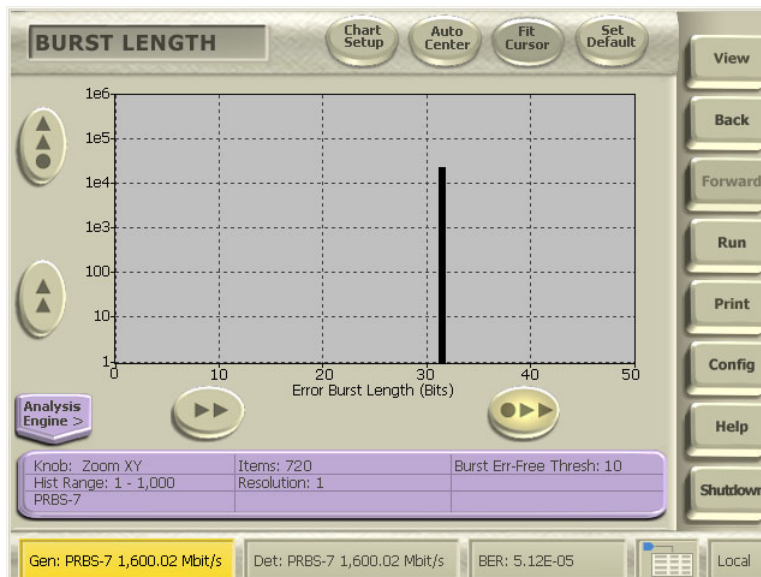 BURST LENGTH
Chart Setup
Auto Center
Fit Cursor
Set Default
View
Back
Forward
Run
Print
Config
Help
Shutdown
1e6
1e5
1e4
1e3
100
10
1
0 10 20 30 40 50
Error Burst Length (Bits)
Analysis Engine >
Knob: Zoom XY Items: 720 Burst Err-Free Thresh: 10
Hist Range: 1 - 1,000 Resolution: 1
PRBS-7
Gen: PRBS-7 1,600.02 Mbit/s Det: PRBS-7 1,600.02 Mbit/s BER: 5.12E-05 Local